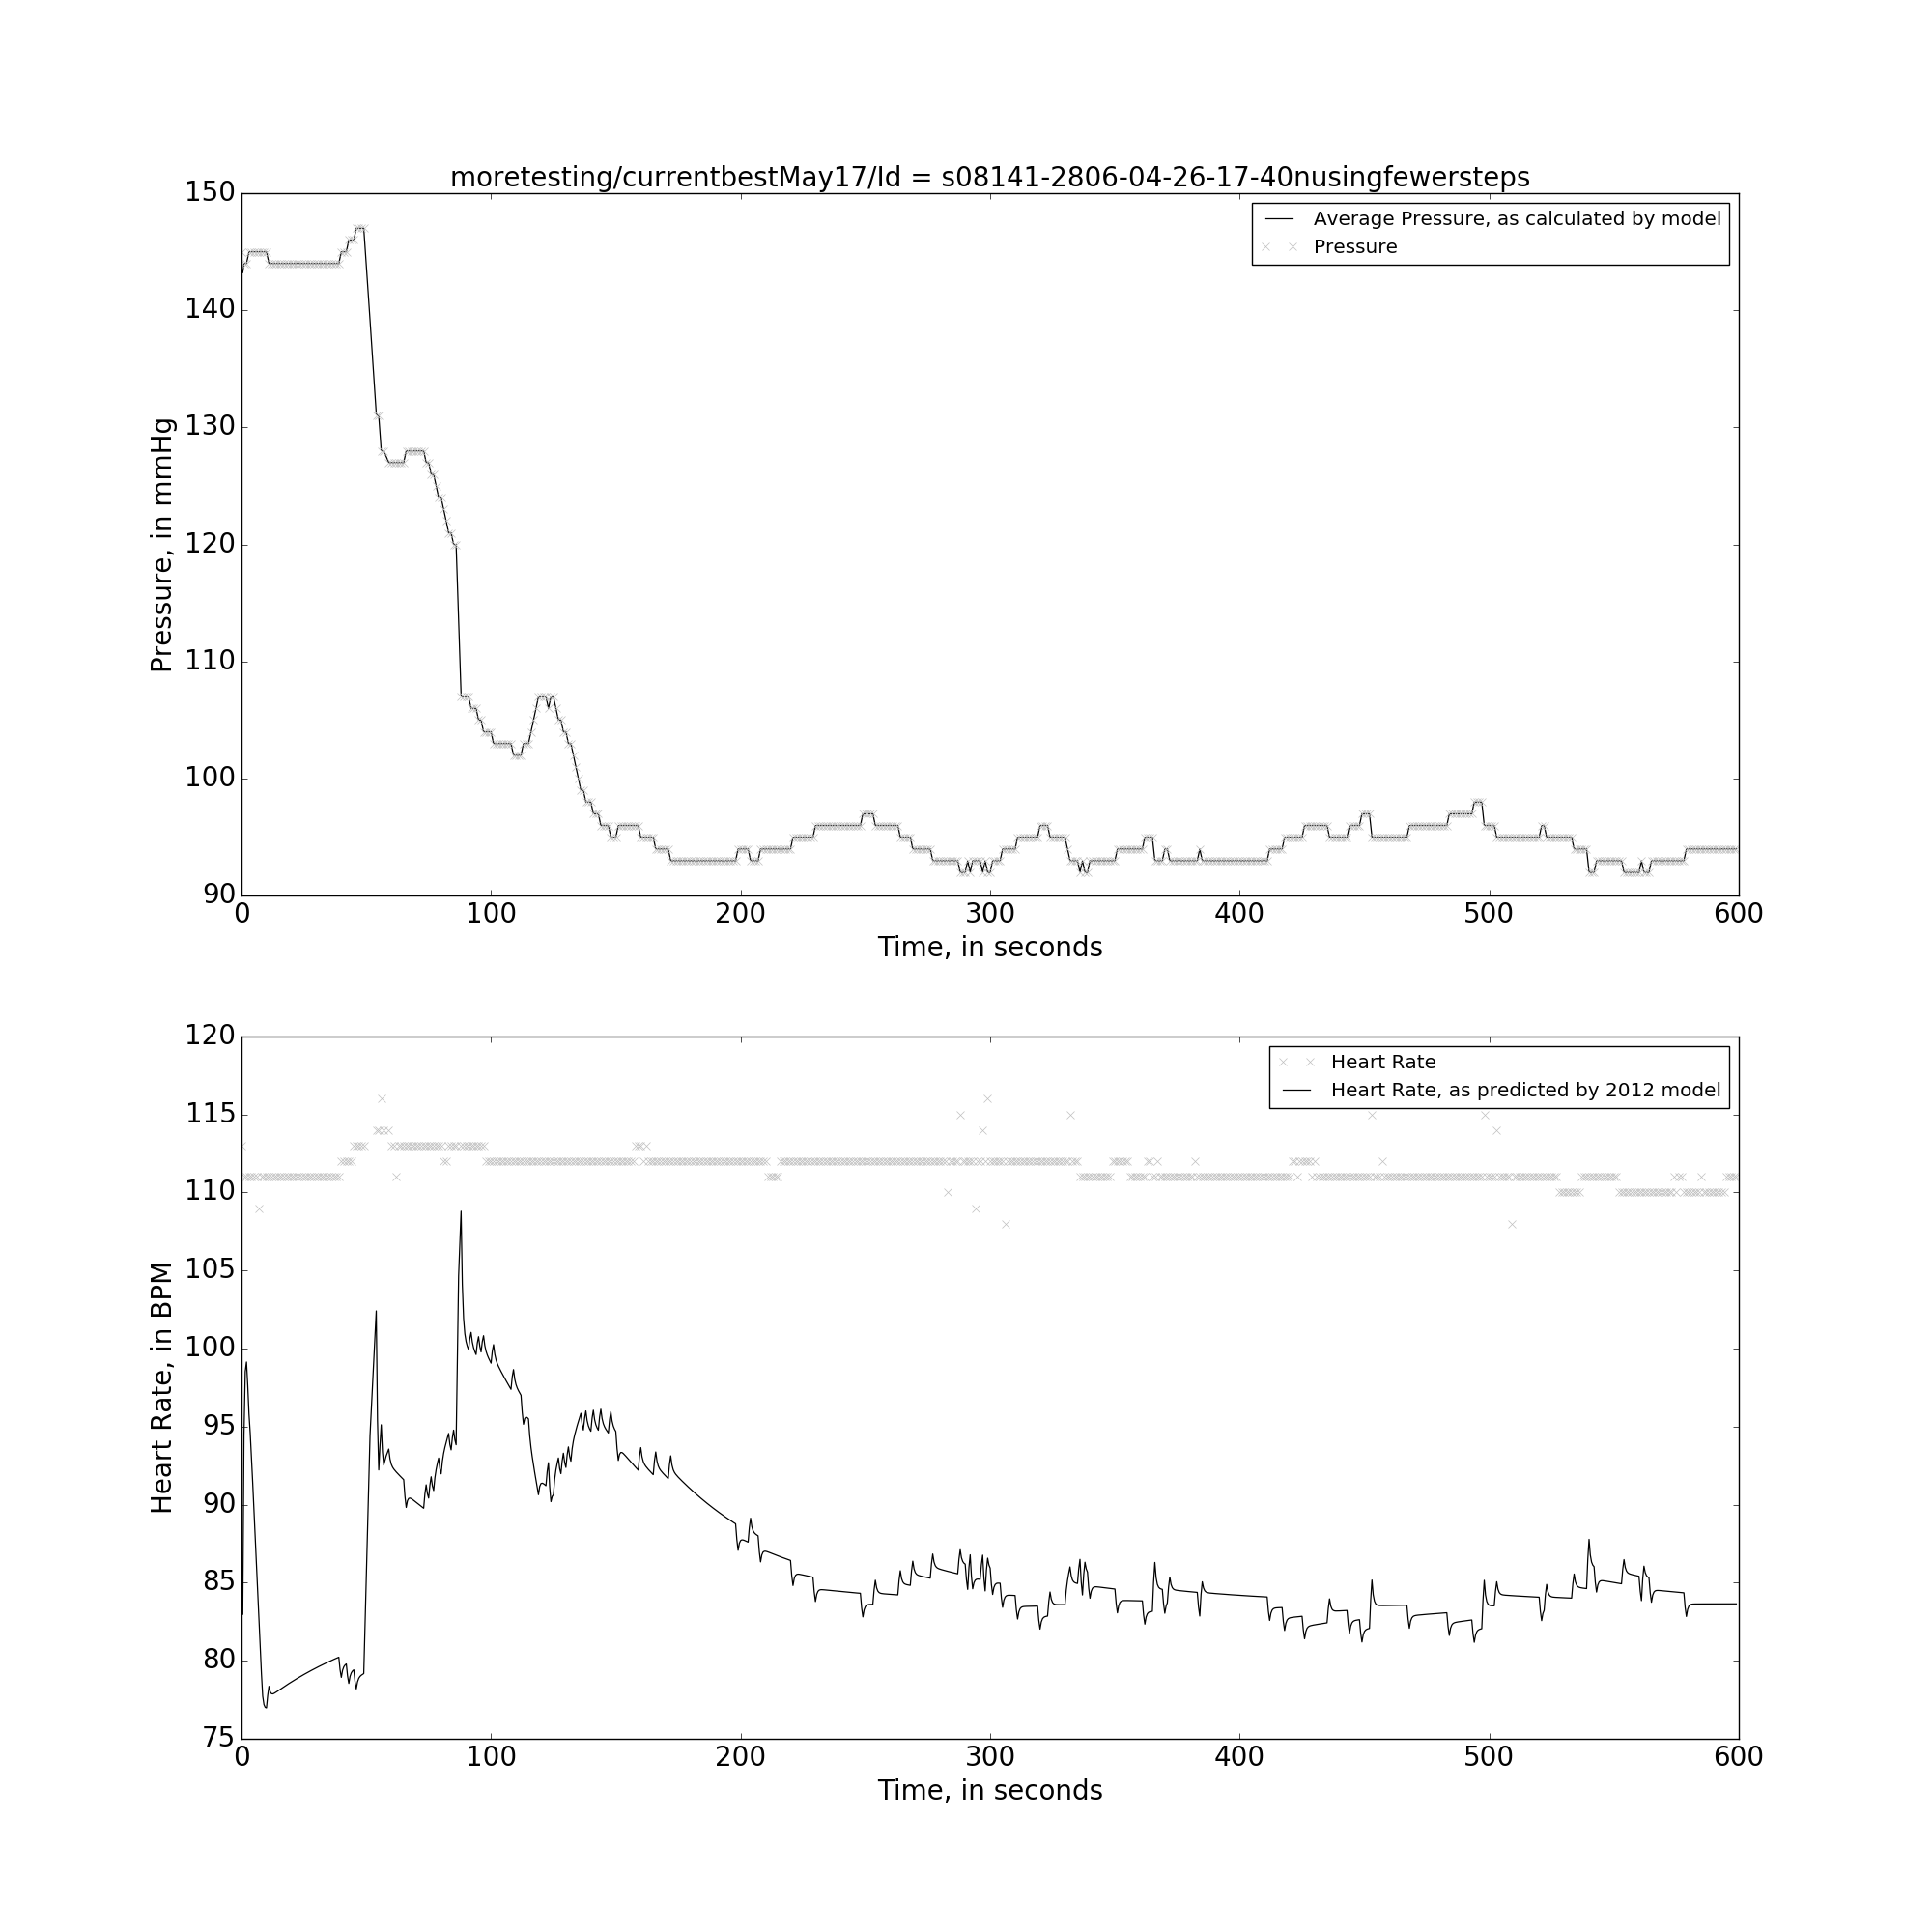 moretesting/currentbestMay17/Id = s08141-2806-04-26-17-40nusingfewersteps
150
140
130
120
110
100
90
Pressure, in mmHg
Average Pressure, as calculated by model
Pressure
0 100 200 300 400 500 600
Time, in seconds
120
115
110
105
100
95
90
85
80
75
Heart Rate, in BPM
Heart Rate
Heart Rate, as predicted by 2012 model
0 100 200 300 400 500 600
Time, in seconds